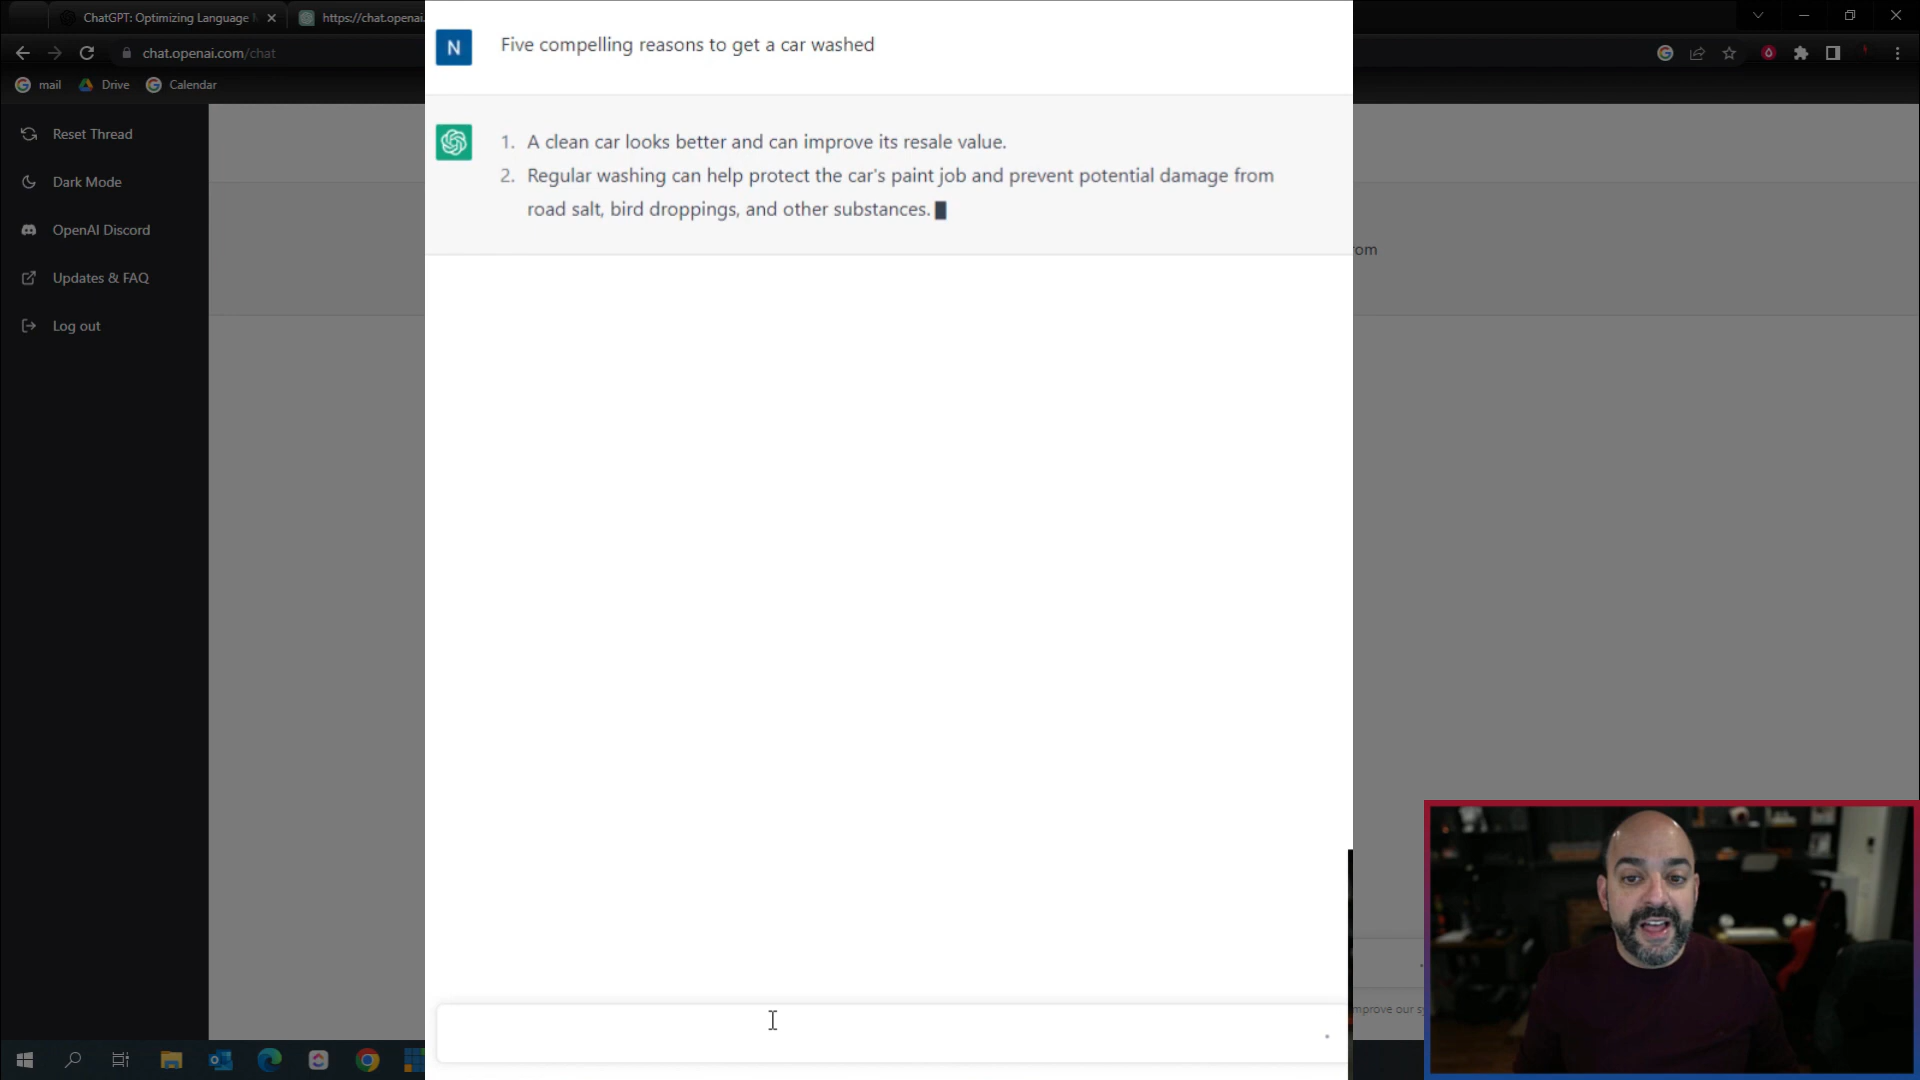 ChatGPT: Optimizing Language
https://chat.openai.
chat.openai.com/chat
mail
Drive
Calendar
Reset Thread
Dark Mode
OpenAI Discord
Updates & FAQ
Log out
N
Five compelling reasons to get a car washed
1. A clean car looks better and can improve its resale value.
2. Regular washing can help protect the car's paint job and prevent potential damage from
road salt, bird droppings, and other substances.
rom
mprove our s